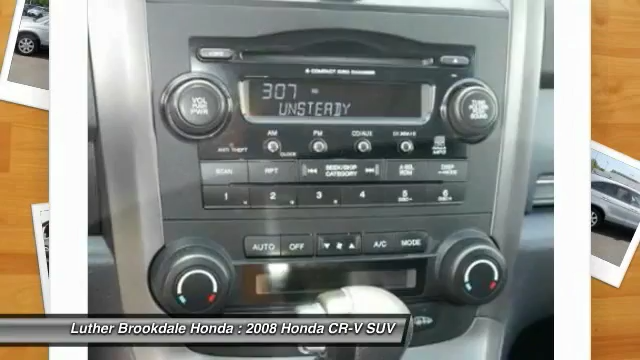 6 COMPACT DISC CHANGER
307
UNSTEADY
VOL
PWR
TUNE
SOUND
AM
FM
CD/AUX
ANTI THEFT
CLOCK
SCAN
RPT
SEEK/SKIP
CATEGORY
A.SEL
DISP
MODE
1
2
3
4
5
6
AUTO
OFF
A/C
MODE
Luther Brookdale Honda : 2008 Honda CR-V SUV